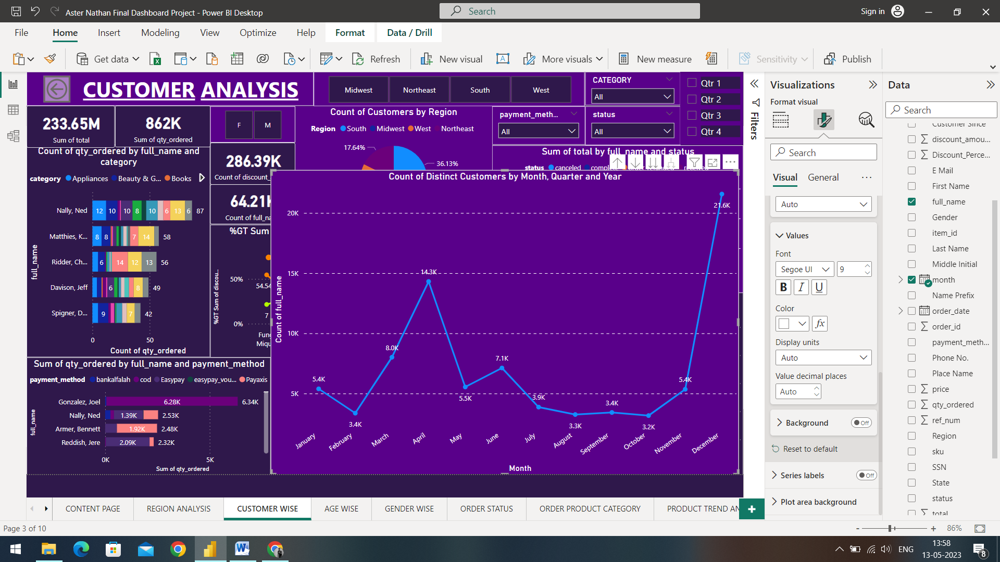 Aster Nathan Final Dashboard Project - Power BI Desktop
Search
Sign in
File Home Insert Modeling View Optimize Help Format Data / Drill
Get data Refresh New visual More visuals New measure Sensitivity Publish
CUSTOMER ANALYSIS
Midwest Northeast South West
CATEGORY
All
Qtr 1
Qtr 2
Qtr 3
Qtr 4
233.65M
Sum of total
862K
Sum of qty_ordered
F M
Count of Customers by Region
Region South Midwest West Northeast
17.64%
36.13%
payment_meth...
All
status
All
Count of qty_ordered by full_name and
category
category Appliances Beauty & G... Books
Nally, Ned 12 10 10 8 10 6 13 6 87
Matthies, K... 8 8 7 14 58
Ridder, Ch... 6 14 12 13 56
Davison, Jeff 6 8 49
Spigner, D... 9 7 42
full_name
0 50
Count of qty_ordered
286.39K
Count of discount_
64.21K
Count of full_na
%GT Sum
%GT Sum of discou...
50%
54.54
7
0%
Fun
Miqu
Sum of total by full_name and status
status canceled
Count of Distinct Customers by Month, Quarter and Year
Count of full_name
20K
15K
10K
5K
5.4K
3.4K
8.0K
14.3K
5.5K
7.1K
3.9K
3.3K
3.4K
3.2K
5.4K
21.6K
January February March April May June July August September October November December
Month
Sum of qty_ordered by full_name and payment_method
payment_method bankalfalah cod Easypay easypay_vou... Payaxis
full_name
Gonzalez, Joel 6.28K 6.34K
Nally, Ned 1.39K 2.53K
Armer, Bennett 1.92K 2.48K
Reddish, Jere 2.09K 2.32K
0K 5K
Sum of qty_ordered
Filters
Visualizations
Format visual
Search
Visual General
Auto
Values
Font
Segoe UI 9
B I U
Color
fx
Display units
Auto
Value decimal places
Auto
Background Off
Reset to default
Series labels Off
Plot area background
Data
Search
Customer Since
discount_amou...
Discount_Perce...
E Mail
First Name
full_name
Gender
item_id
Last Name
Middle Initial
month
Name Prefix
order_date
order_id
payment_meth...
Phone No.
Place Name
price
qty_ordered
ref_num
Region
sku
SSN
State
status
total
CONTENT PAGE REGION ANALYSIS CUSTOMER WISE AGE WISE GENDER WISE ORDER STATUS ORDER PRODUCT CATEGORY PRODUCT TREND AN
Page 3 of 10
- + 86%
ENG
13:58
13-05-2023
8